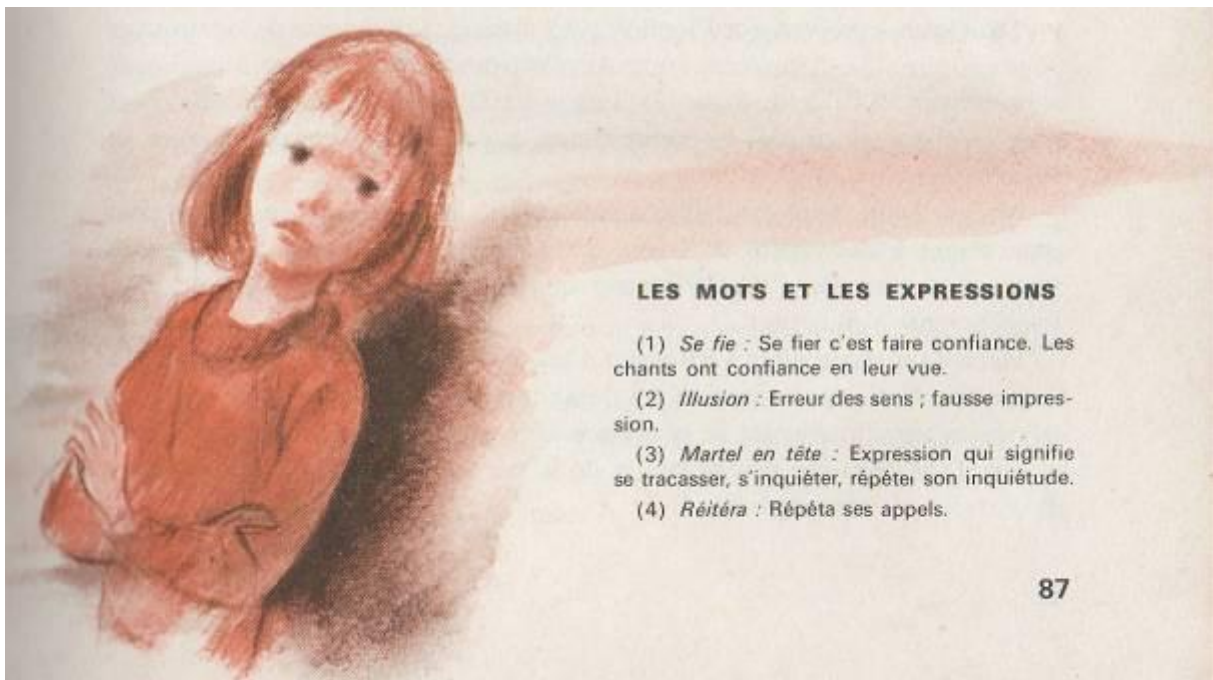 LES MOTS ET LES EXPRESSIONS
(1) Se fie : Se fier c'est faire confiance. Les
chants ont confiance en leur vue.
(2) Illusion : Erreur des sens ; fausse impres-
sion.
(3) Martel en tête : Expression qui signifie
se tracasser, s'inquiéter, répéter son inquiétude.
(4) Réitéra : Répéta ses appels.
87